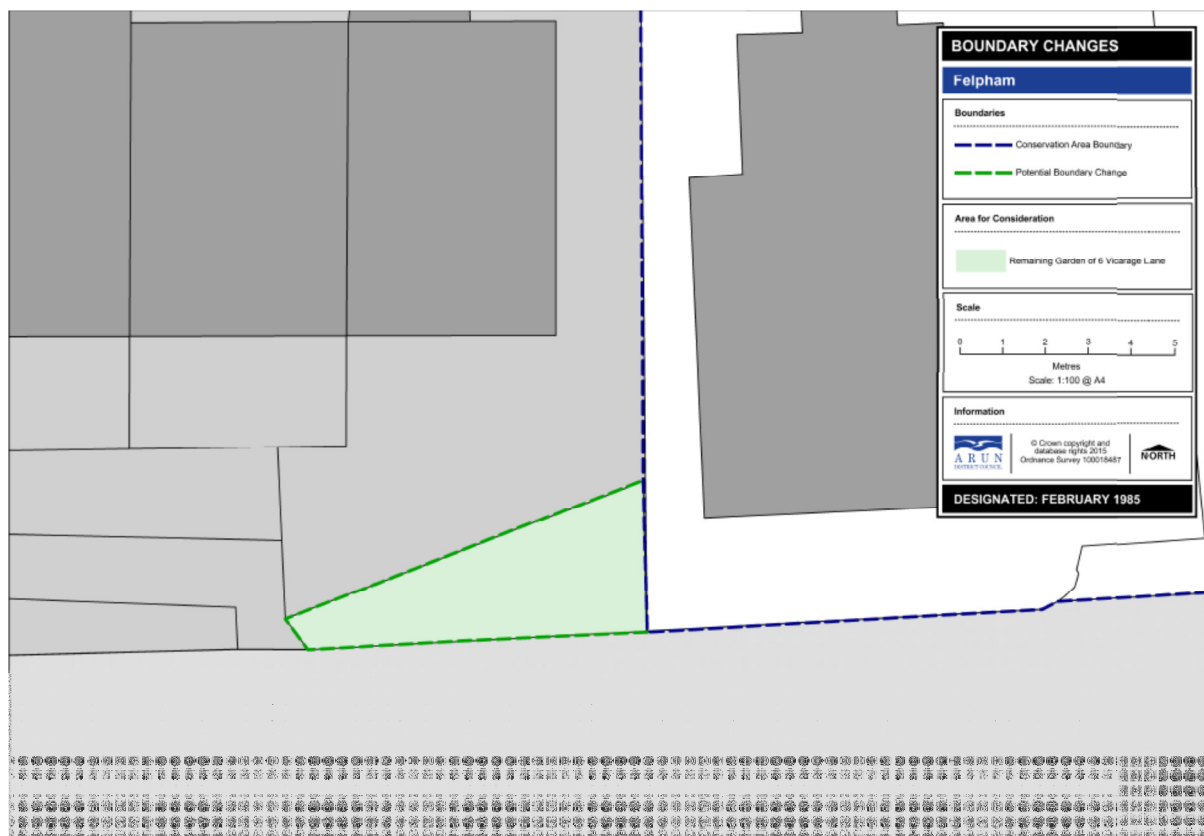 BOUNDARY CHANGES
Felpham
Boundaries
Conservation Area Boundary
Potential Boundary Change
Area for Consideration
Remaining Garden of 6 Vicarage Lane
Scale
0 1 2 3 4 5
Metres
Scale: 1:100 @ A4
Information
ARUN
DISTRICT COUNCIL
© Crown copyright and
database rights 2015
Ordnance Survey 100018487
NORTH
DESIGNATED: FEBRUARY 1985